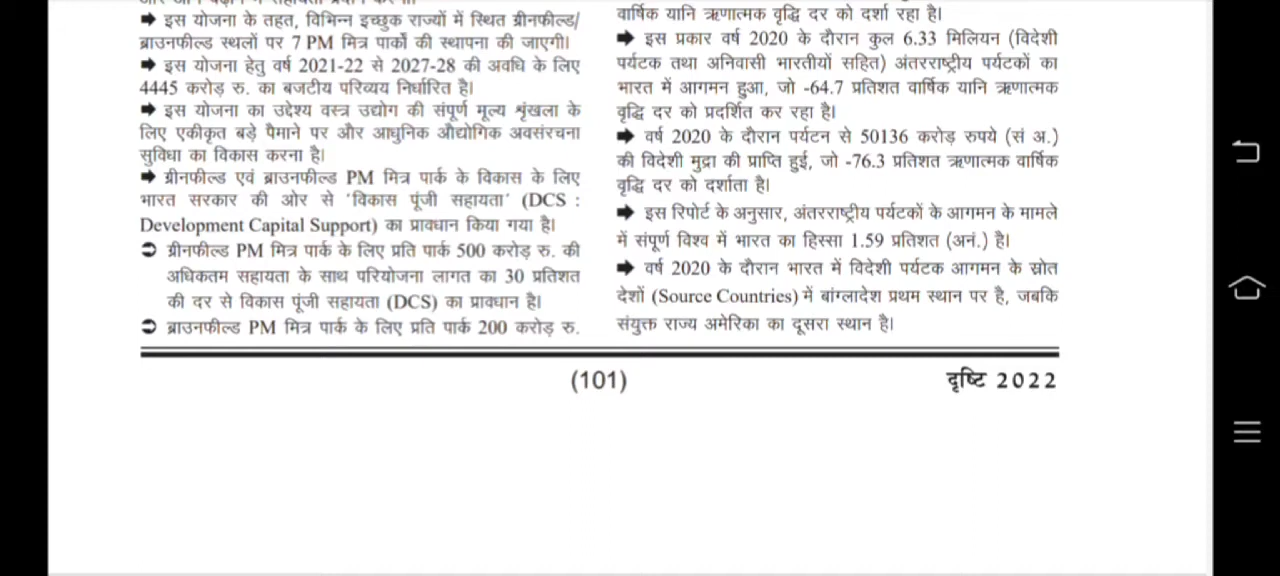 ➡ इस योजना के तहत, विभिन्न इच्छुक राज्यों में स्थित ग्रीनफील्ड/
ब्राउनफील्ड स्थलों पर 7 PM मित्र पार्कों की स्थापना की जाएगी।
➡ इस योजना हेतु वर्ष 2021-22 से 2027-28 की अवधि के लिए
4445 करोड़ रु. का बजटीय परिव्यय निर्धारित है।
➡ इस योजना का उद्देश्य वस्त्र उद्योग की संपूर्ण मूल्य शृंखला के
लिए एकीकृत बड़े पैमाने पर और आधुनिक औद्योगिक अवसंरचना
सुविधा का विकास करना है।
➡ ग्रीनफील्ड एवं ब्राउनफील्ड PM मित्र पार्क के विकास के लिए
भारत सरकार की ओर से 'विकास पूंजी सहायता' (DCS :
Development Capital Support) का प्रावधान किया गया है।
➲ ग्रीनफील्ड PM मित्र पार्क के लिए प्रति पार्क 500 करोड़ रु. की
अधिकतम सहायता के साथ परियोजना लागत का 30 प्रतिशत
की दर से विकास पूंजी सहायता (DCS) का प्रावधान है।
➲ ब्राउनफील्ड PM मित्र पार्क के लिए प्रति पार्क 200 करोड़ रु.
वार्षिक यानि ऋणात्मक वृद्धि दर को दर्शा रहा है।
➡ इस प्रकार वर्ष 2020 के दौरान कुल 6.33 मिलियन (विदेशी
पर्यटक तथा अनिवासी भारतीयों सहित) अंतरराष्ट्रीय पर्यटकों का
भारत में आगमन हुआ, जो -64.7 प्रतिशत वार्षिक यानि ऋणात्मक
वृद्धि दर को प्रदर्शित कर रहा है।
➡ वर्ष 2020 के दौरान पर्यटन से 50136 करोड़ रुपये (सं अ.)
की विदेशी मुद्रा की प्राप्ति हुई, जो -76.3 प्रतिशत ऋणात्मक वार्षिक
वृद्धि दर को दर्शाता है।
➡ इस रिपोर्ट के अनुसार, अंतरराष्ट्रीय पर्यटकों के आगमन के मामले
में संपूर्ण विश्व में भारत का हिस्सा 1.59 प्रतिशत (अनं.) है।
➡ वर्ष 2020 के दौरान भारत में विदेशी पर्यटक आगमन के स्रोत
देशों (Source Countries) में बांग्लादेश प्रथम स्थान पर है, जबकि
संयुक्त राज्य अमेरिका का दूसरा स्थान है।
(101)
दृष्टि 2022